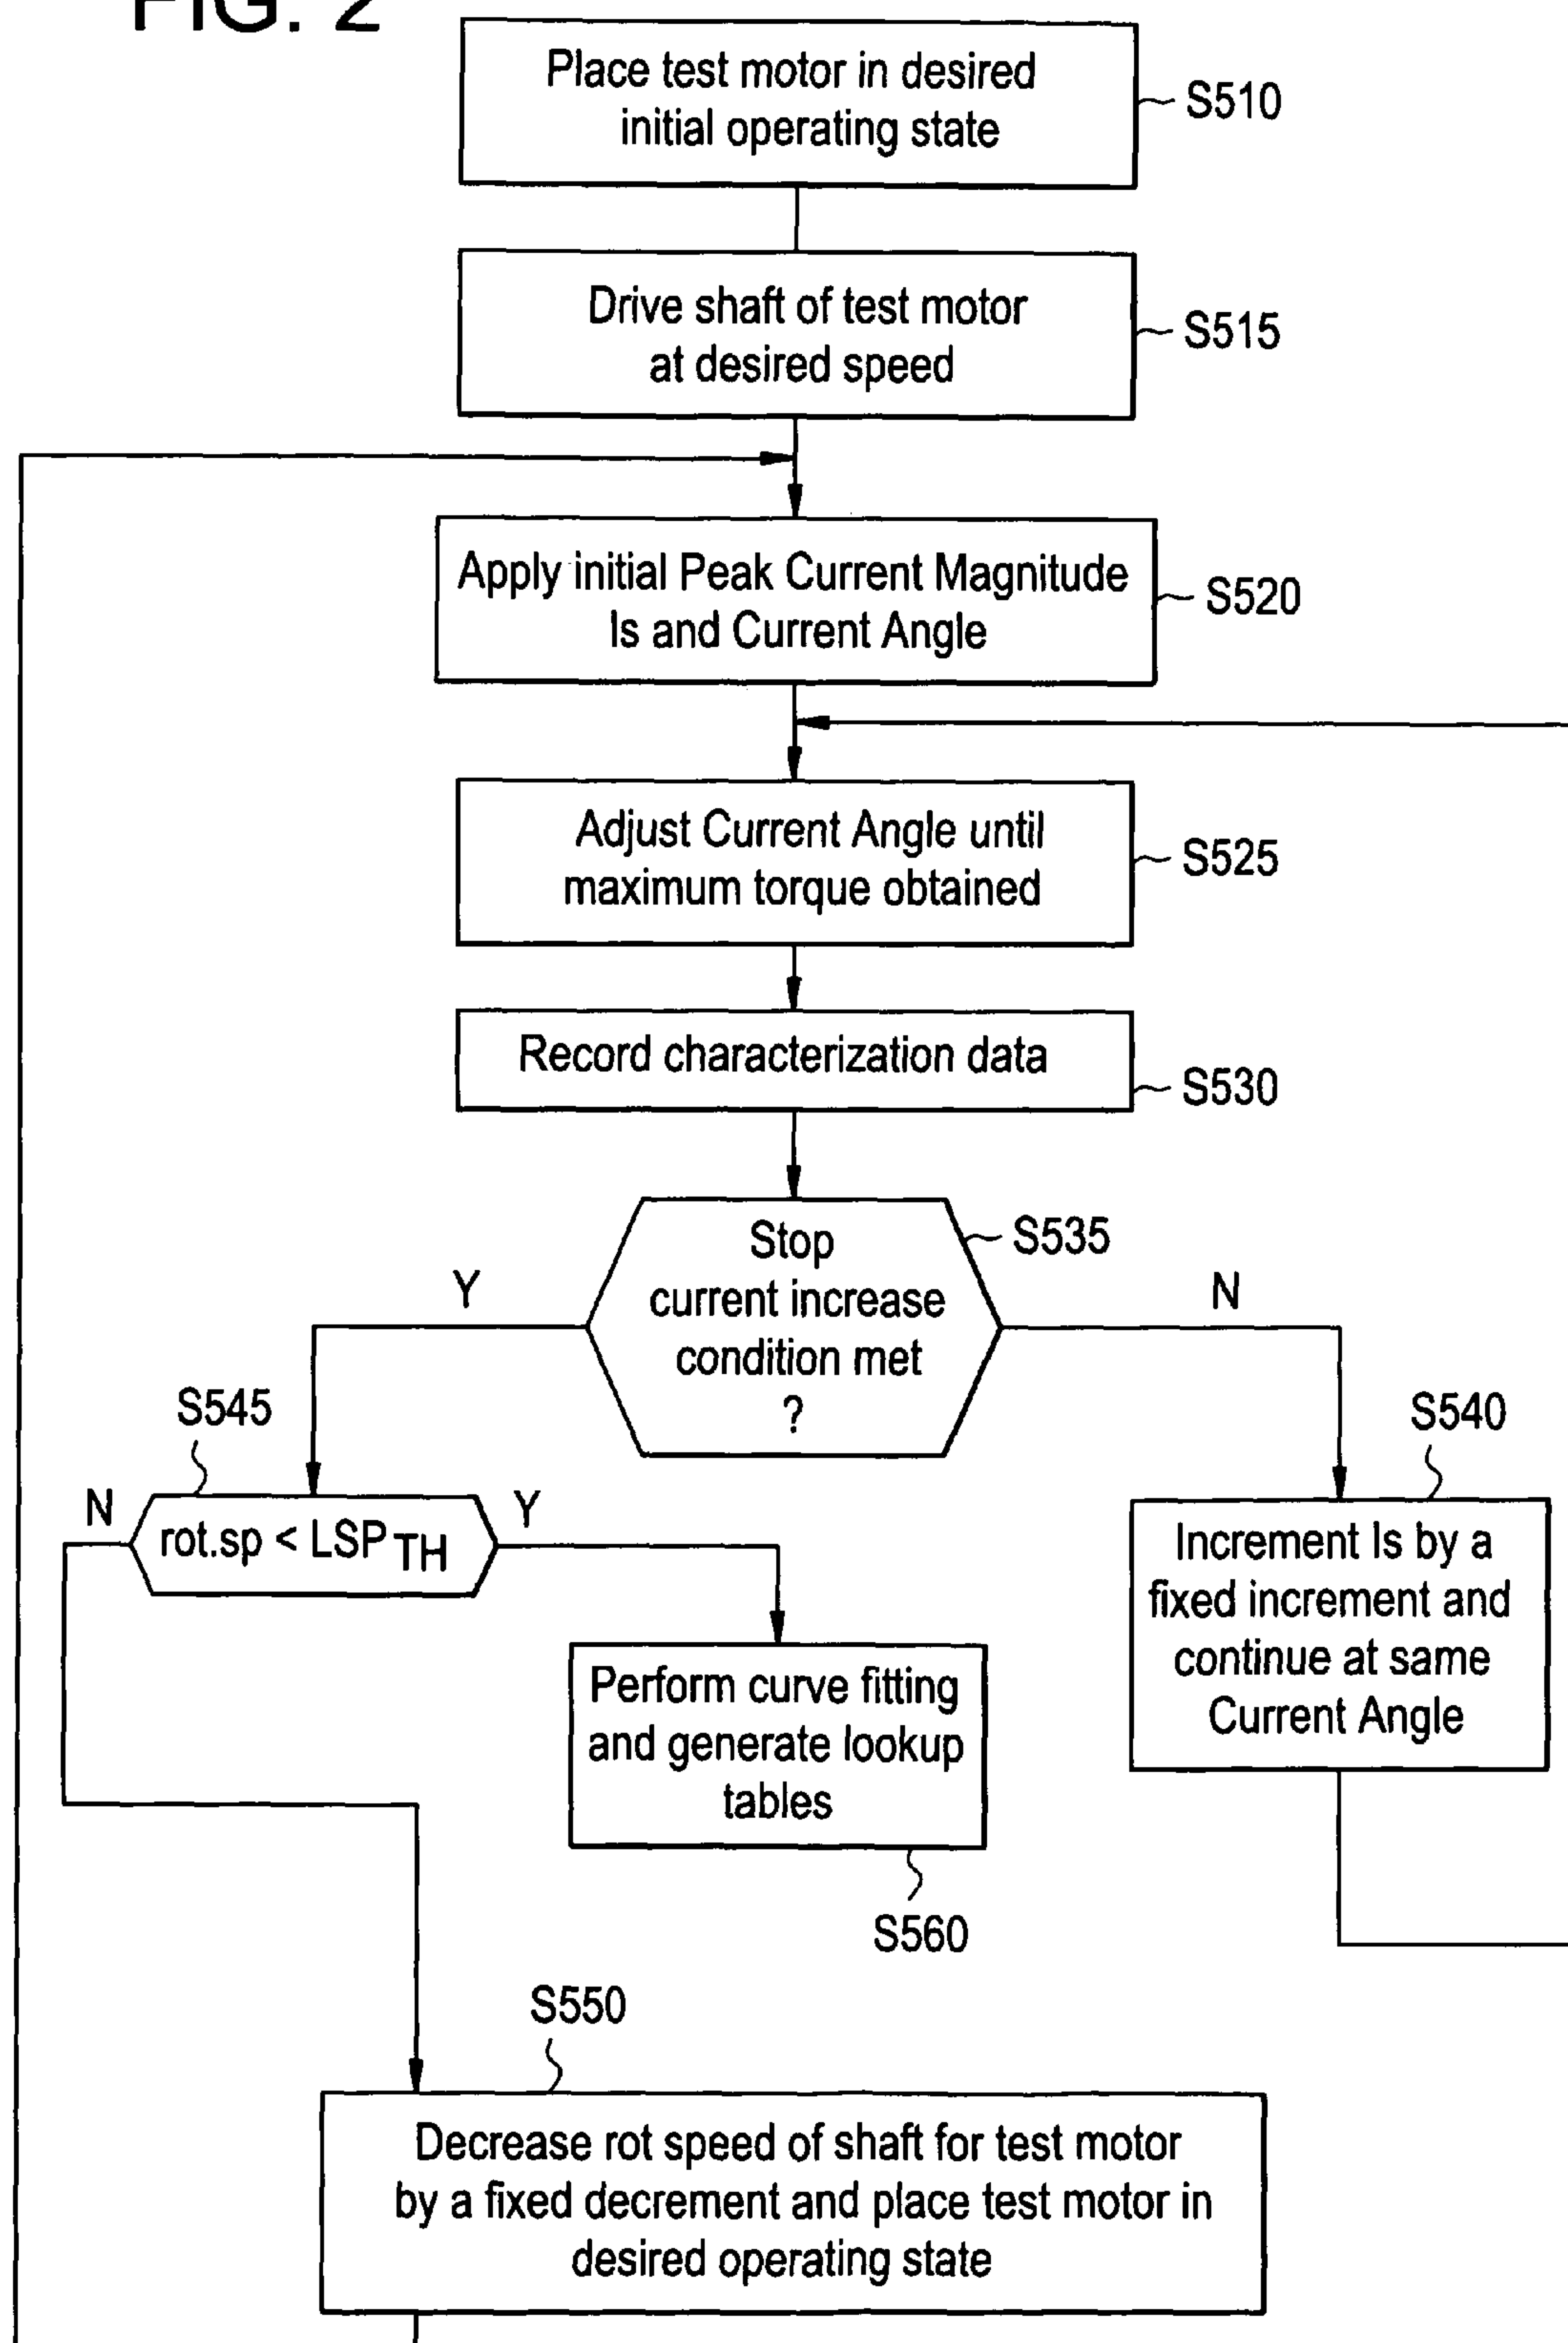 FIG. 2
Place test motor in desired
initial operating state
S510
Drive shaft of test motor
at desired speed
S515
Apply initial Peak Current Magnitude
Is and Current Angle
S520
Adjust Current Angle until
maximum torque obtained
S525
Record characterization data
S530
Stop
current increase
condition met
?
S535
Y
N
S545
S540
N
rot.sp < LSP TH
Y
Increment Is by a
fixed increment and
continue at same
Current Angle
Perform curve fitting
and generate lookup
tables
S560
S550
Decrease rot speed of shaft for test motor
by a fixed decrement and place test motor in
desired operating state